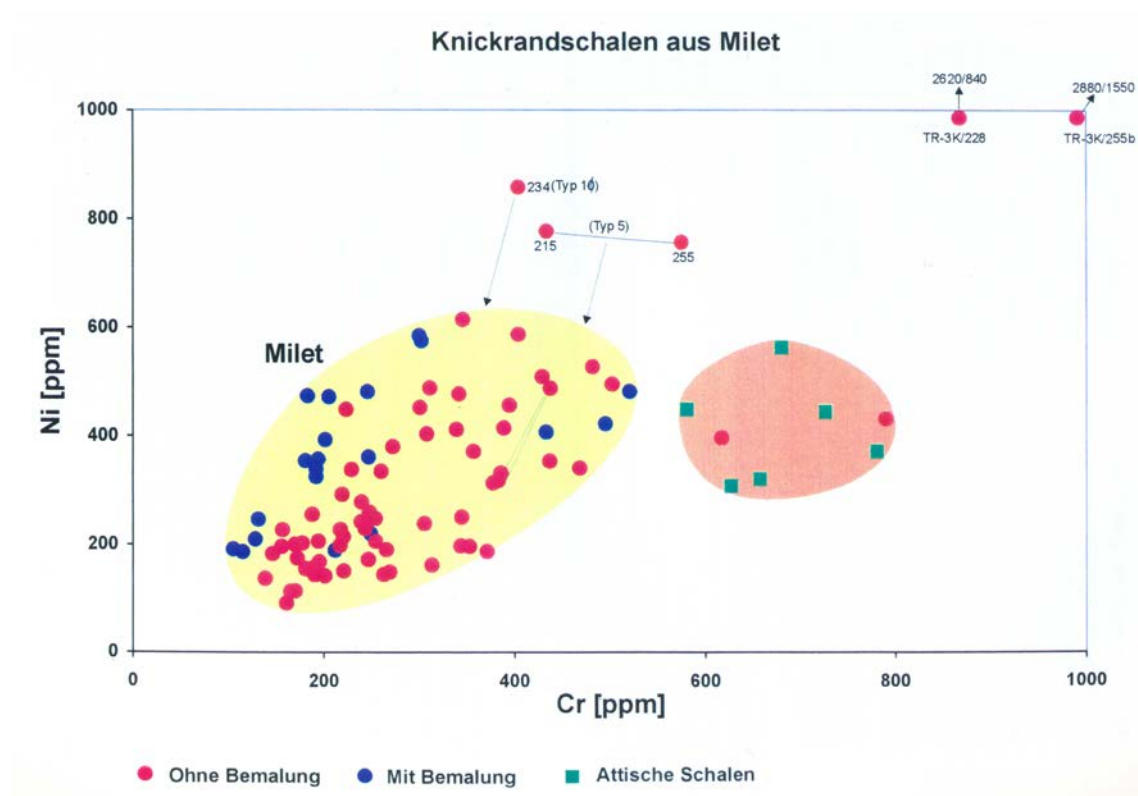 Knickrandschalen aus Milet
2620/840
2880/1550
1000
TR-3K/228
TR-3K/255b
234(Typ 10)
800
(Typ 5)
215
255
600
Milet
Ni [ppm]
400
200
0
0
200
400
600
800
1000
Cr [ppm]
Ohne Bemalung
Mit Bemalung
Attische Schalen